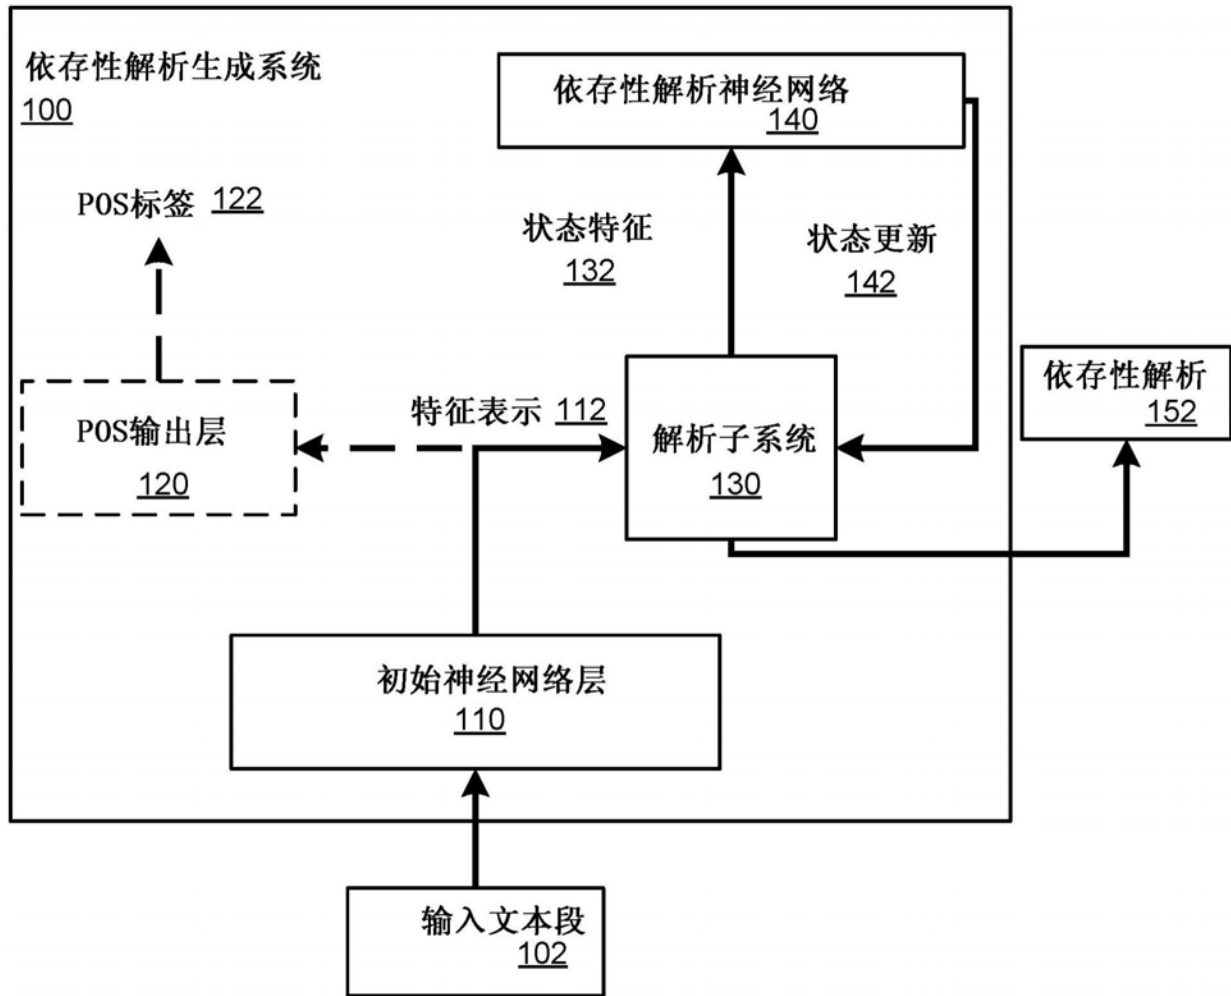 依存性解析生成系统
100
依存性解析神经网络
140
POS标签 122
状态特征
132
状态更新
142
依存性解析
152
POS输出层
120
特征表示 112
解析子系统
130
初始神经网络层
110
输入文本段
102